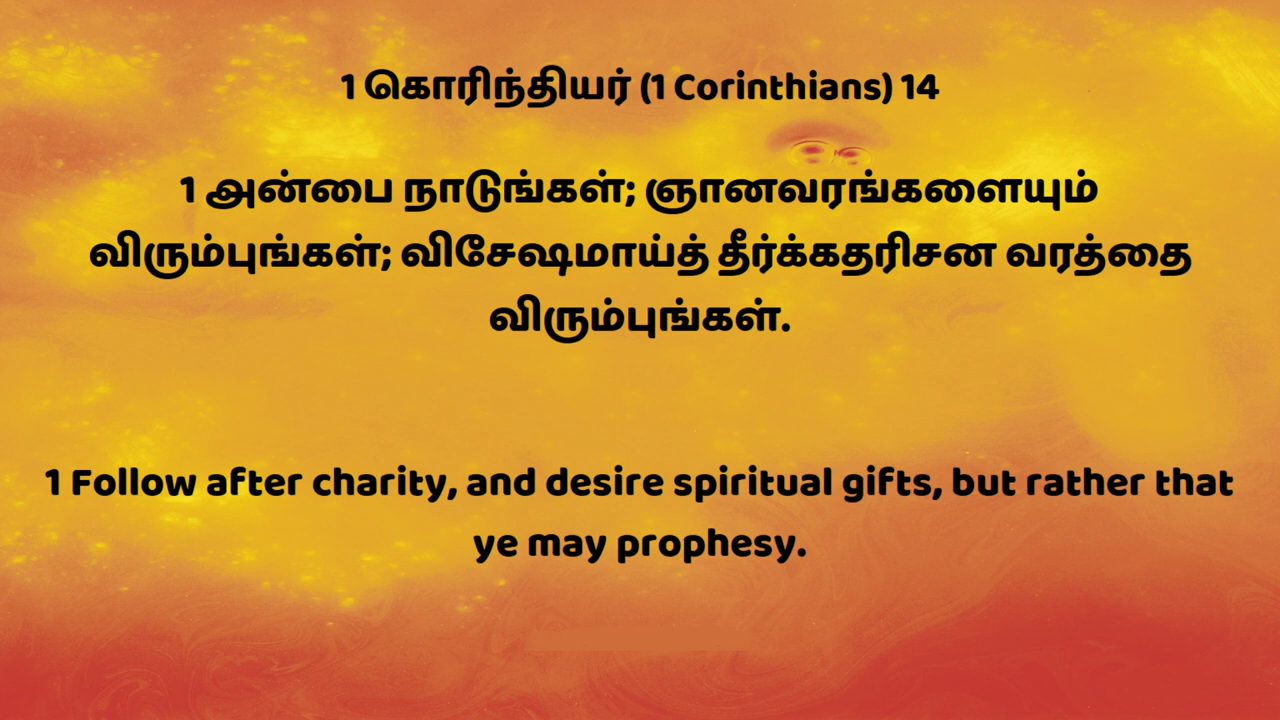 1 கொரிந்தியர் (1 Corinthians) 14
1 அன்பை நாடுங்கள்; ஞானவரங்களையும்
விரும்புங்கள்; விசேஷமாய்த் தீர்க்கதரிசன வரத்தை
விரும்புங்கள்.
1 Follow after charity, and desire spiritual gifts, but rather that
ye may prophesy.